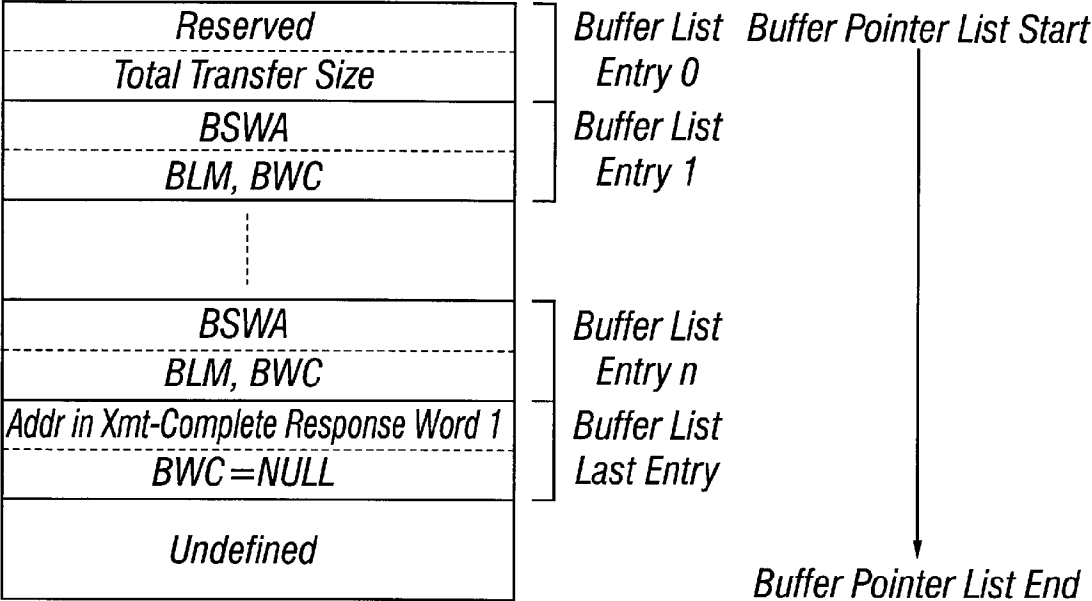 Reserved
Total Transfer Size
Buffer List
Entry 0
Buffer Pointer List Start
BSWA
BLM, BWC
Buffer List
Entry 1
BSWA
BLM, BWC
Buffer List
Entry n
Addr in Xmt-Complete Response Word 1
BWC=NULL
Buffer List
Last Entry
Undefined
Buffer Pointer List End